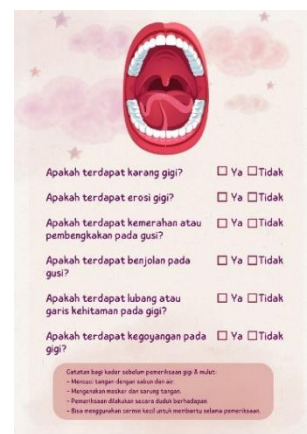 Apakah terdapat karang gigi? ☐ Ya ☐ Tidak
Apakah terdapat erosi gigi? ☐ Ya ☐ Tidak
Apakah terdapat kemerahan atau ☐ Ya ☐ Tidak
pembengkakan pada gusi?
Apakah terdapat benjolan pada ☐ Ya ☐ Tidak
gusi?
Apakah terdapat lubang atau ☐ Ya ☐ Tidak
garis kehitaman pada gigi?
Apakah terdapat kegoyangan pada ☐ Ya ☐ Tidak
gigi?
Catatan bagi kader sebelum pemeriksaan gigi & mulut:
- Mencuci tangan dengan sabun dan air.
- Mengenakan masker dan sarung tangan.
- Pemeriksaan dilakukan secara duduk berhadapan.
- Bisa menggunakan cermin kecil untuk membantu selama pemeriksaan.